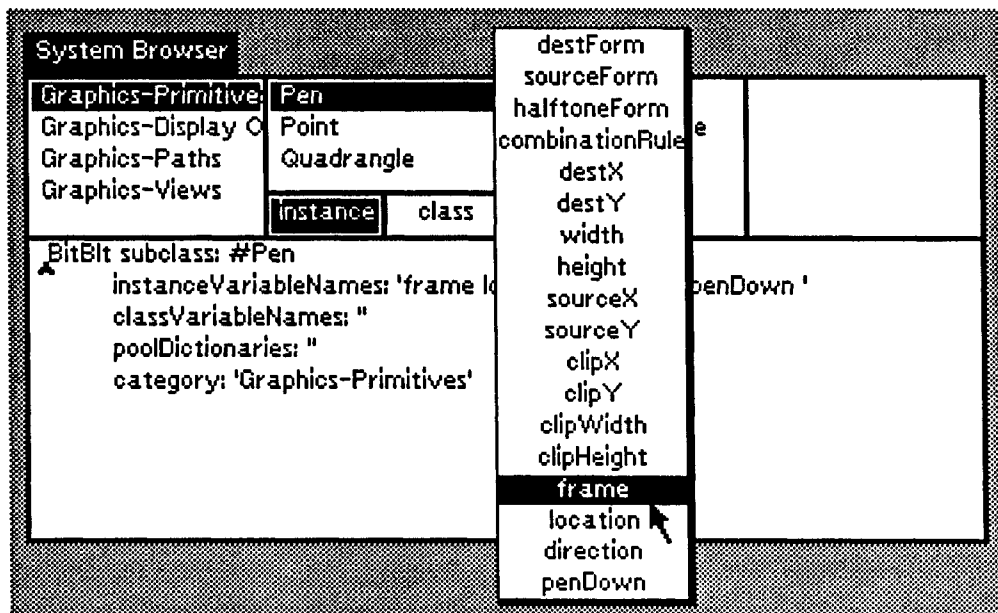 System Browser
Graphics-Primitive
Graphics-Display O
Graphics-Paths
Graphics-Views
Pen
Point
Quadrangle
instance class
BitBlt subclass: #Pen
instanceVariableNames: 'frame lo penDown '
classVariableNames: ''
poolDictionaries: ''
category: 'Graphics-Primitives'
destForm
sourceForm
halftoneForm
combinationRule
destX
destY
width
height
sourceX
sourceY
clipX
clipY
clipWidth
clipHeight
frame
location
direction
penDown